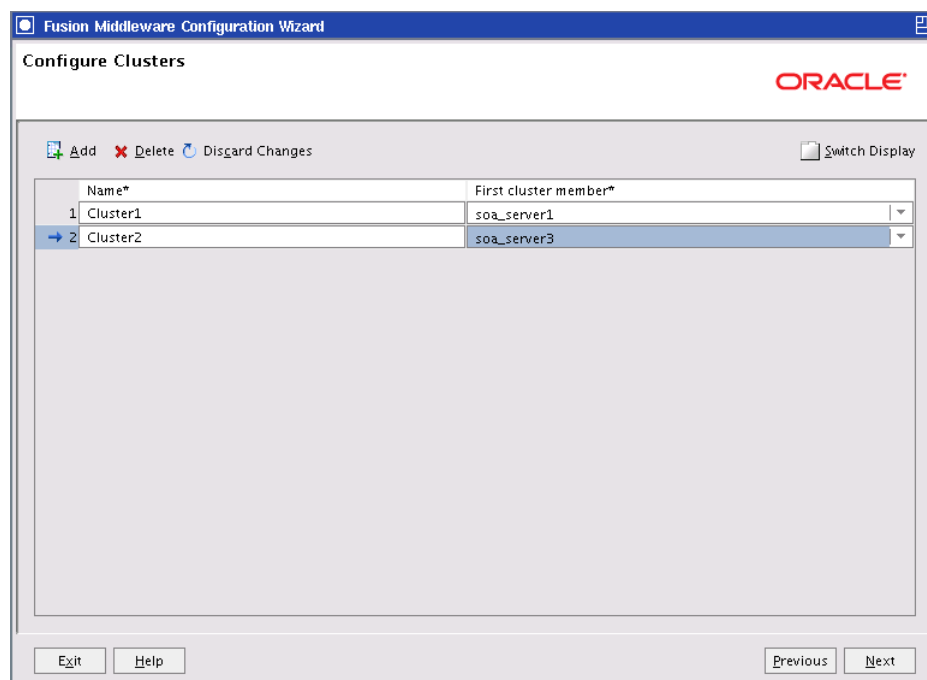 Fusion Middleware Configuration Wizard
Configure Clusters
ORACLE
Add Delete Discard Changes Switch Display
Name* First cluster member*
1 Cluster1 soa_server1
2 Cluster2 soa_server3
Exit Help Previous Next